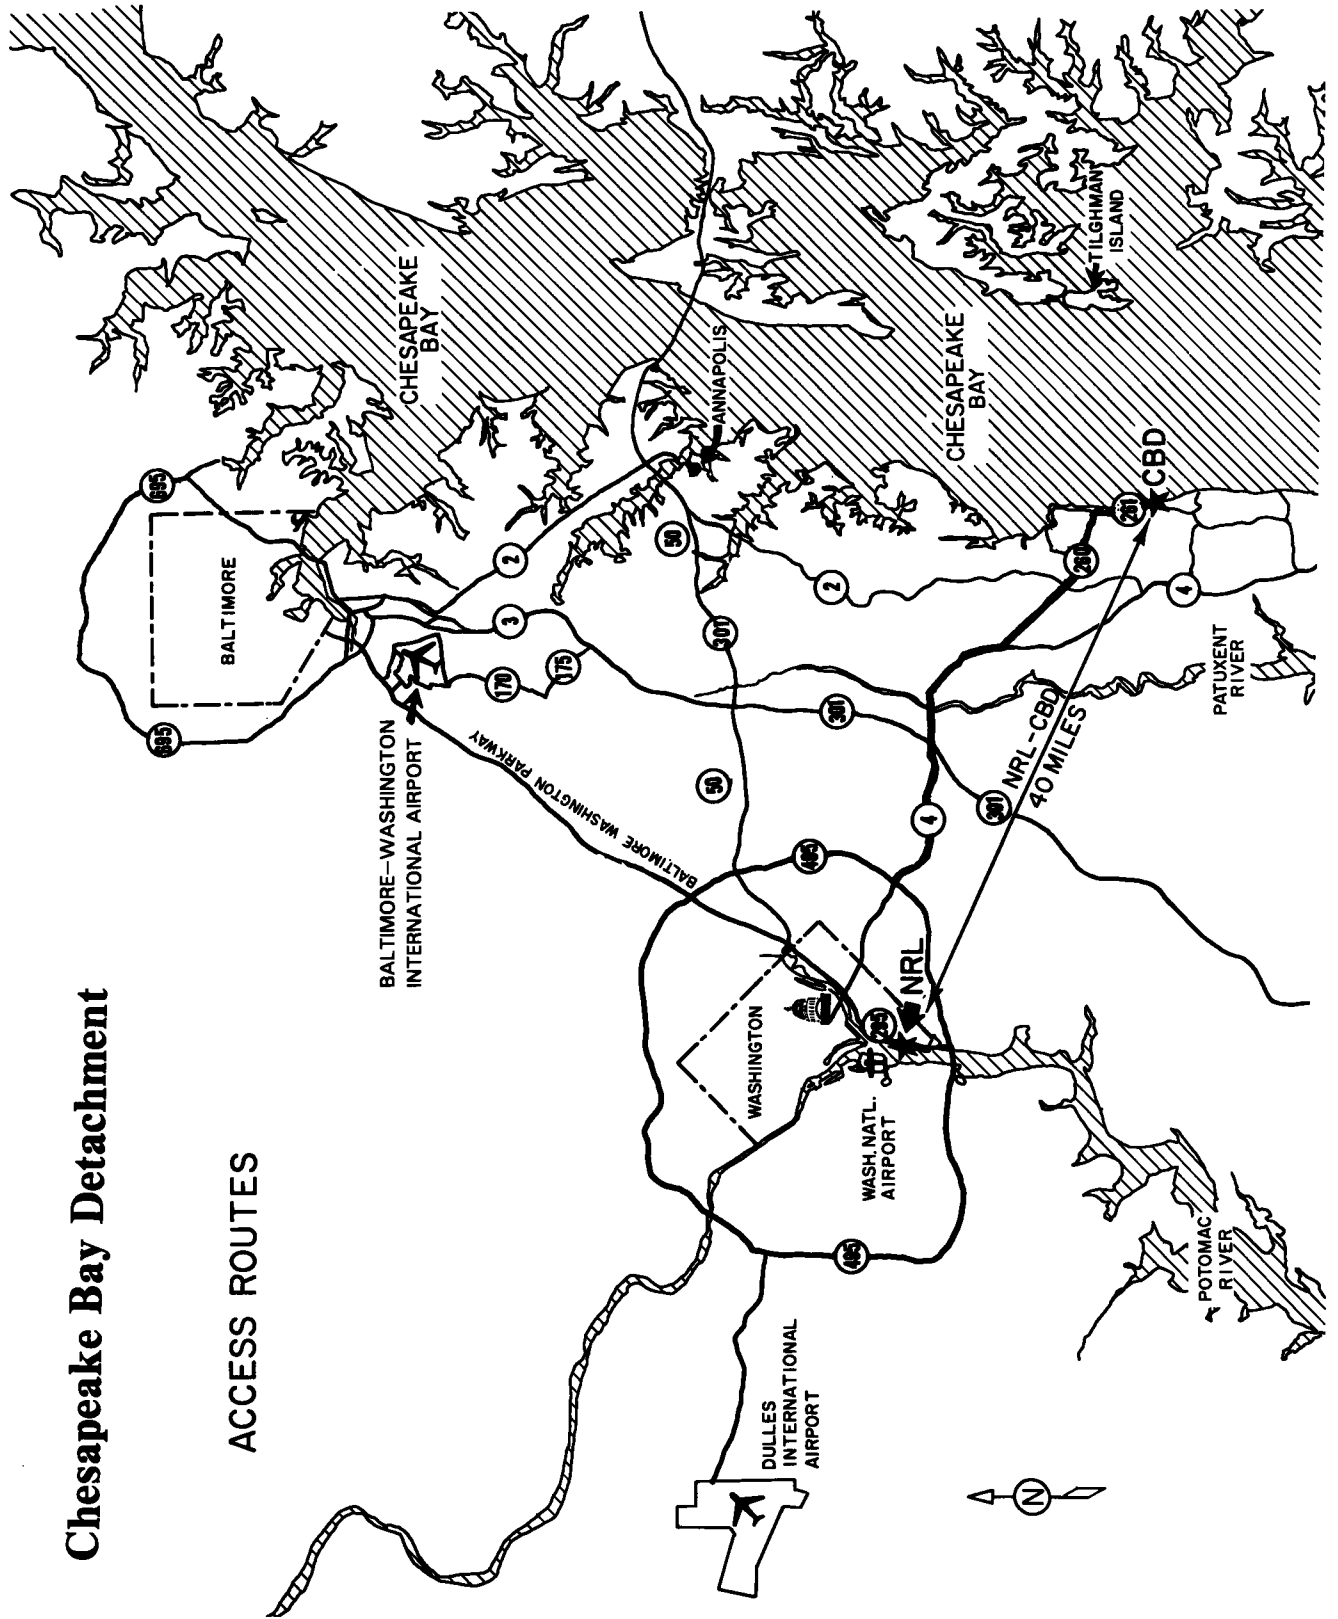 Chesapeake Bay Detachment
ACCESS ROUTES
695
695
BALTIMORE
CHESAPEAKE
BAY
BALTIMORE–WASHINGTON
INTERNATIONAL AIRPORT
2
3
170
175
BALTIMORE WASHINGTON PARKWAY
50
301
50
ANNAPOLIS
2
301
495
WASHINGTON
295
NRL
WASH. NATL.
AIRPORT
495
DULLES
INTERNATIONAL
AIRPORT
4
301
NRL–CBD
40 MILES
260
261
CBD
4
CHESAPEAKE
BAY
TILGHMAN
ISLAND
PATUXENT
RIVER
POTOMAC
RIVER
N